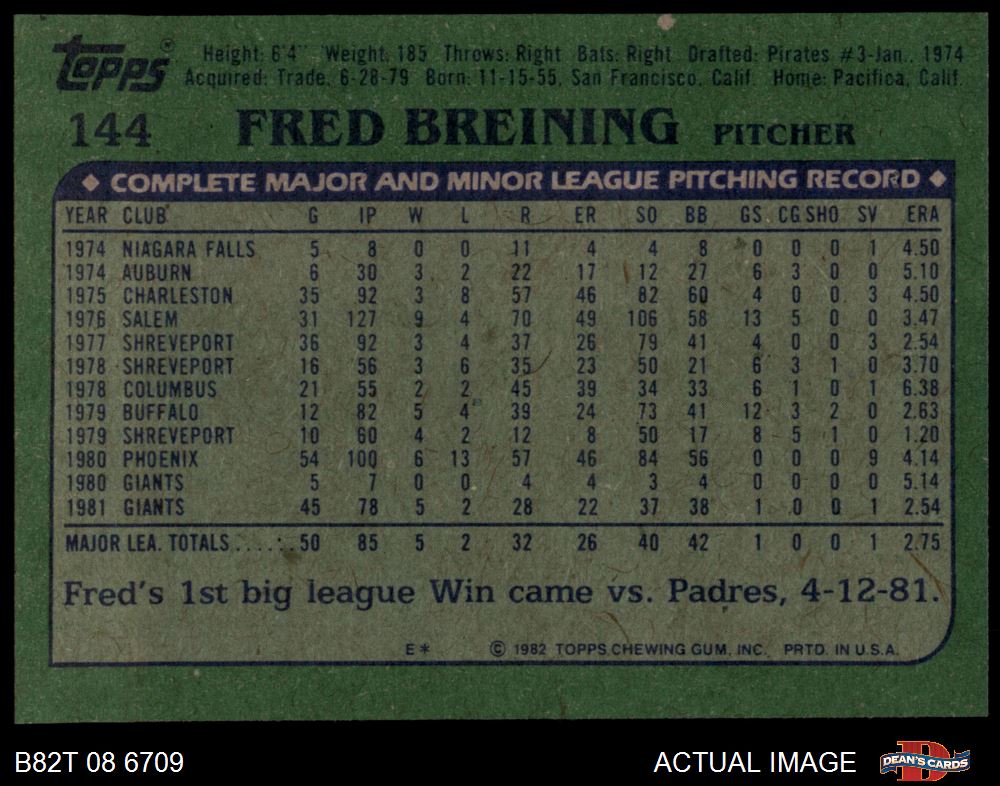 Topps® Height: 6'4" Weight: 185 Throws: Right Bats: Right Drafted: Pirates #3-Jan., 1974
Acquired: Trade, 6-28-79 Born: 11-15-55, San Francisco, Calif. Home: Pacifica, Calif.
144 FRED BREINING PITCHER
◆ COMPLETE MAJOR AND MINOR LEAGUE PITCHING RECORD ◆
YEAR CLUB G IP W L R ER SO BB GS CG SHO SV ERA
1974 NIAGARA FALLS 5 8 0 0 11 4 4 8 0 0 0 1 4.50
1974 AUBURN 6 30 3 2 22 17 12 27 6 3 0 0 5.10
1975 CHARLESTON 35 92 3 8 57 46 82 60 4 0 0 3 4.50
1976 SALEM 31 127 9 4 70 49 106 58 13 5 0 0 3.47
1977 SHREVEPORT 36 92 3 4 37 26 79 41 4 0 0 3 2.54
1978 SHREVEPORT 16 56 3 6 35 23 50 21 6 3 1 0 3.70
1978 COLUMBUS 21 55 2 2 45 39 34 33 6 1 0 1 6.38
1979 BUFFALO 12 82 5 4 39 24 73 41 12 3 2 0 2.63
1979 SHREVEPORT 10 60 4 2 12 8 50 17 8 5 1 0 1.20
1980 PHOENIX 54 100 6 13 57 46 84 56 0 0 0 9 4.14
1980 GIANTS 5 7 0 0 4 4 3 4 0 0 0 0 5.14
1981 GIANTS 45 78 5 2 28 22 37 38 1 0 0 1 2.54
MAJOR LEA. TOTALS ...... 50 85 5 2 32 26 40 42 1 0 0 1 2.75
Fred's 1st big league Win came vs. Padres, 4-12-81.
E* © 1982 TOPPS CHEWING GUM, INC. PRTD. IN U.S.A.
B82T 08 6709 ACTUAL IMAGE DEAN'S CARDS